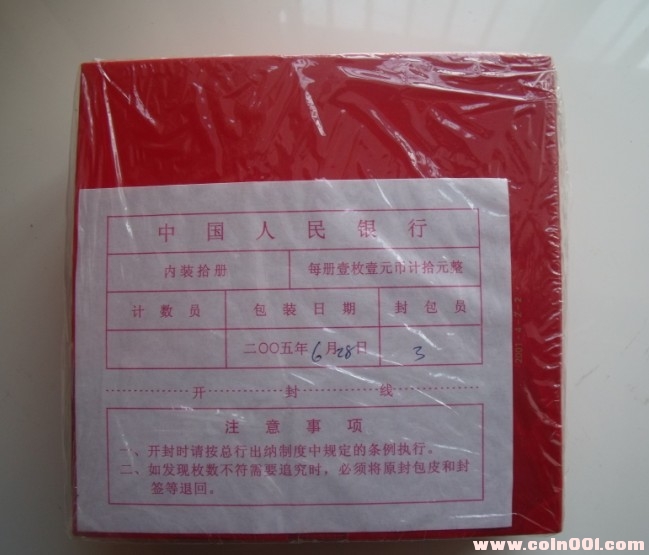 中国人民银行
内装拾册 每册壹枚壹元币计拾元整
计数员 包装日期 封包员
二〇〇五年6月28日 3
开封线
注意事项
一、开封时请按总行出纳制度中规定的条例执行。
二、如发现枚数不符需要追究时，必须将原封包皮和封
签等退回。
www.coin001.com